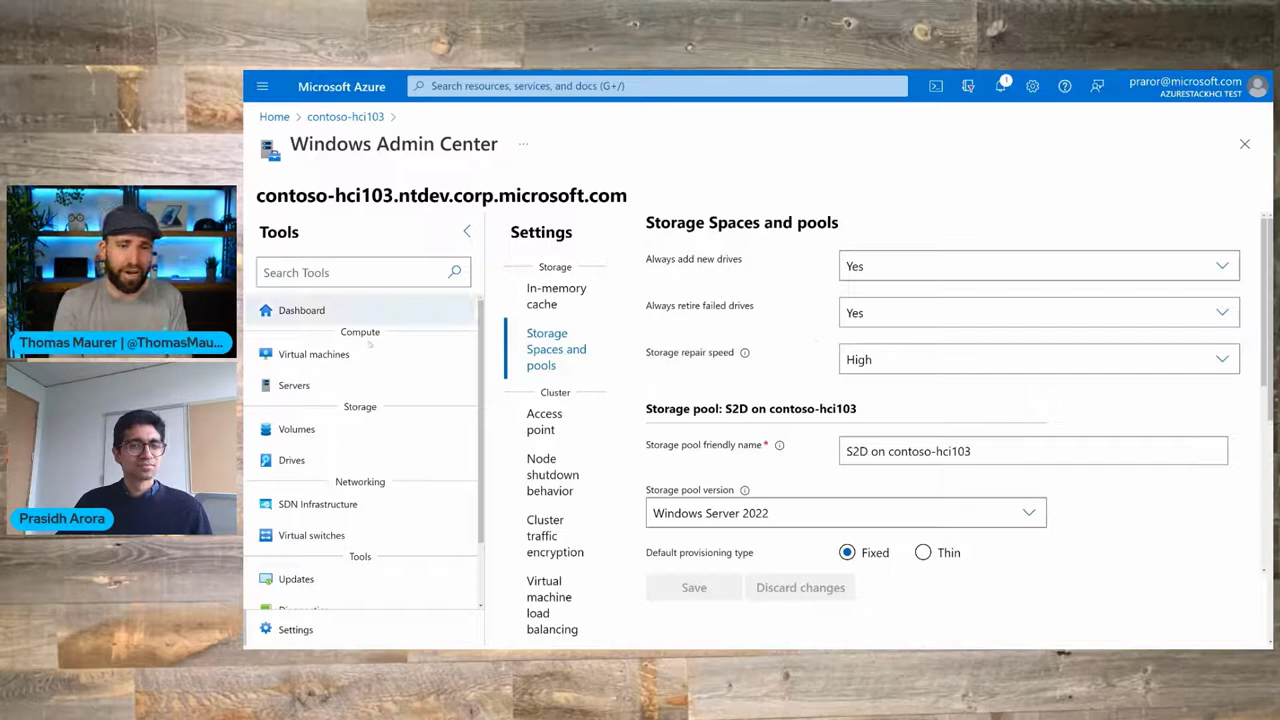 Microsoft Azure
Search resources, services, and docs (G+/)
1
praror@microsoft.com
AZURESTACKHCI TEST
Home > contoso-hci103 >
Windows Admin Center
...
contoso-hci103.ntdev.corp.microsoft.com
Tools
Search Tools
Dashboard
Compute
Virtual machines
Servers
Storage
Volumes
Drives
Networking
SDN Infrastructure
Virtual switches
Tools
Updates
Diagnostics
Settings
Settings
Storage
In-memory
cache
Storage
Spaces and
pools
Cluster
Access
point
Node
shutdown
behavior
Cluster
traffic
encryption
Virtual
machine
load
balancing
Storage Spaces and pools
Always add new drives
Yes
Always retire failed drives
Yes
Storage repair speed
High
Storage pool: S2D on contoso-hci103
Storage pool friendly name*
S2D on contoso-hci103
Storage pool version
Windows Server 2022
Default provisioning type
Fixed
Thin
Save
Discard changes
Thomas Maurer | @ThomasMau...
Prasidh Arora